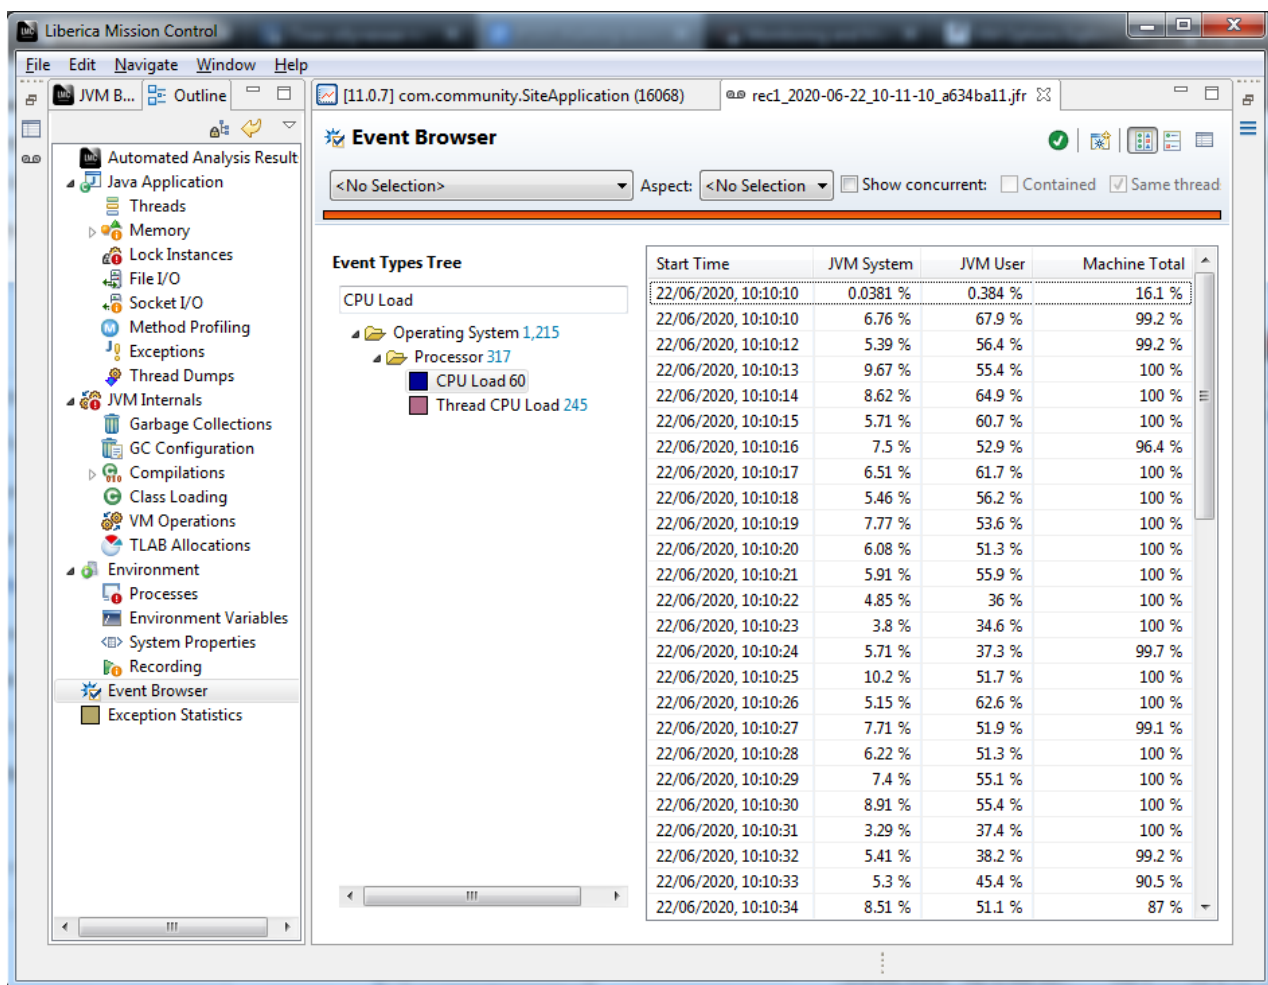 Liberica Mission Control
File Edit Navigate Window Help
JVM B... Outline
[11.0.7] com.community.SiteApplication (16068) rec1_2020-06-22_10-11-10_a634ba11.jfr
Automated Analysis Result
Java Application
Threads
Memory
Lock Instances
File I/O
Socket I/O
Method Profiling
Exceptions
Thread Dumps
JVM Internals
Garbage Collections
GC Configuration
Compilations
Class Loading
VM Operations
TLAB Allocations
Environment
Processes
Environment Variables
System Properties
Recording
Event Browser
Exception Statistics
Event Browser
<No Selection> Aspect: <No Selection Show concurrent: Contained Same thread
Event Types Tree
CPU Load
Operating System 1,215
Processor 317
CPU Load 60
Thread CPU Load 245
Start Time JVM System JVM User Machine Total
22/06/2020, 10:10:10 0.0381 % 0.384 % 16.1 %
22/06/2020, 10:10:10 6.76 % 67.9 % 99.2 %
22/06/2020, 10:10:12 5.39 % 56.4 % 99.2 %
22/06/2020, 10:10:13 9.67 % 55.4 % 100 %
22/06/2020, 10:10:14 8.62 % 64.9 % 100 %
22/06/2020, 10:10:15 5.71 % 60.7 % 100 %
22/06/2020, 10:10:16 7.5 % 52.9 % 96.4 %
22/06/2020, 10:10:17 6.51 % 61.7 % 100 %
22/06/2020, 10:10:18 5.46 % 56.2 % 100 %
22/06/2020, 10:10:19 7.77 % 53.6 % 100 %
22/06/2020, 10:10:20 6.08 % 51.3 % 100 %
22/06/2020, 10:10:21 5.91 % 55.9 % 100 %
22/06/2020, 10:10:22 4.85 % 36 % 100 %
22/06/2020, 10:10:23 3.8 % 34.6 % 100 %
22/06/2020, 10:10:24 5.71 % 37.3 % 99.7 %
22/06/2020, 10:10:25 10.2 % 51.7 % 100 %
22/06/2020, 10:10:26 5.15 % 62.6 % 100 %
22/06/2020, 10:10:27 7.71 % 51.9 % 99.1 %
22/06/2020, 10:10:28 6.22 % 51.3 % 100 %
22/06/2020, 10:10:29 7.4 % 55.1 % 100 %
22/06/2020, 10:10:30 8.91 % 55.4 % 100 %
22/06/2020, 10:10:31 3.29 % 37.4 % 100 %
22/06/2020, 10:10:32 5.41 % 38.2 % 99.2 %
22/06/2020, 10:10:33 5.3 % 45.4 % 90.5 %
22/06/2020, 10:10:34 8.51 % 51.1 % 87 %